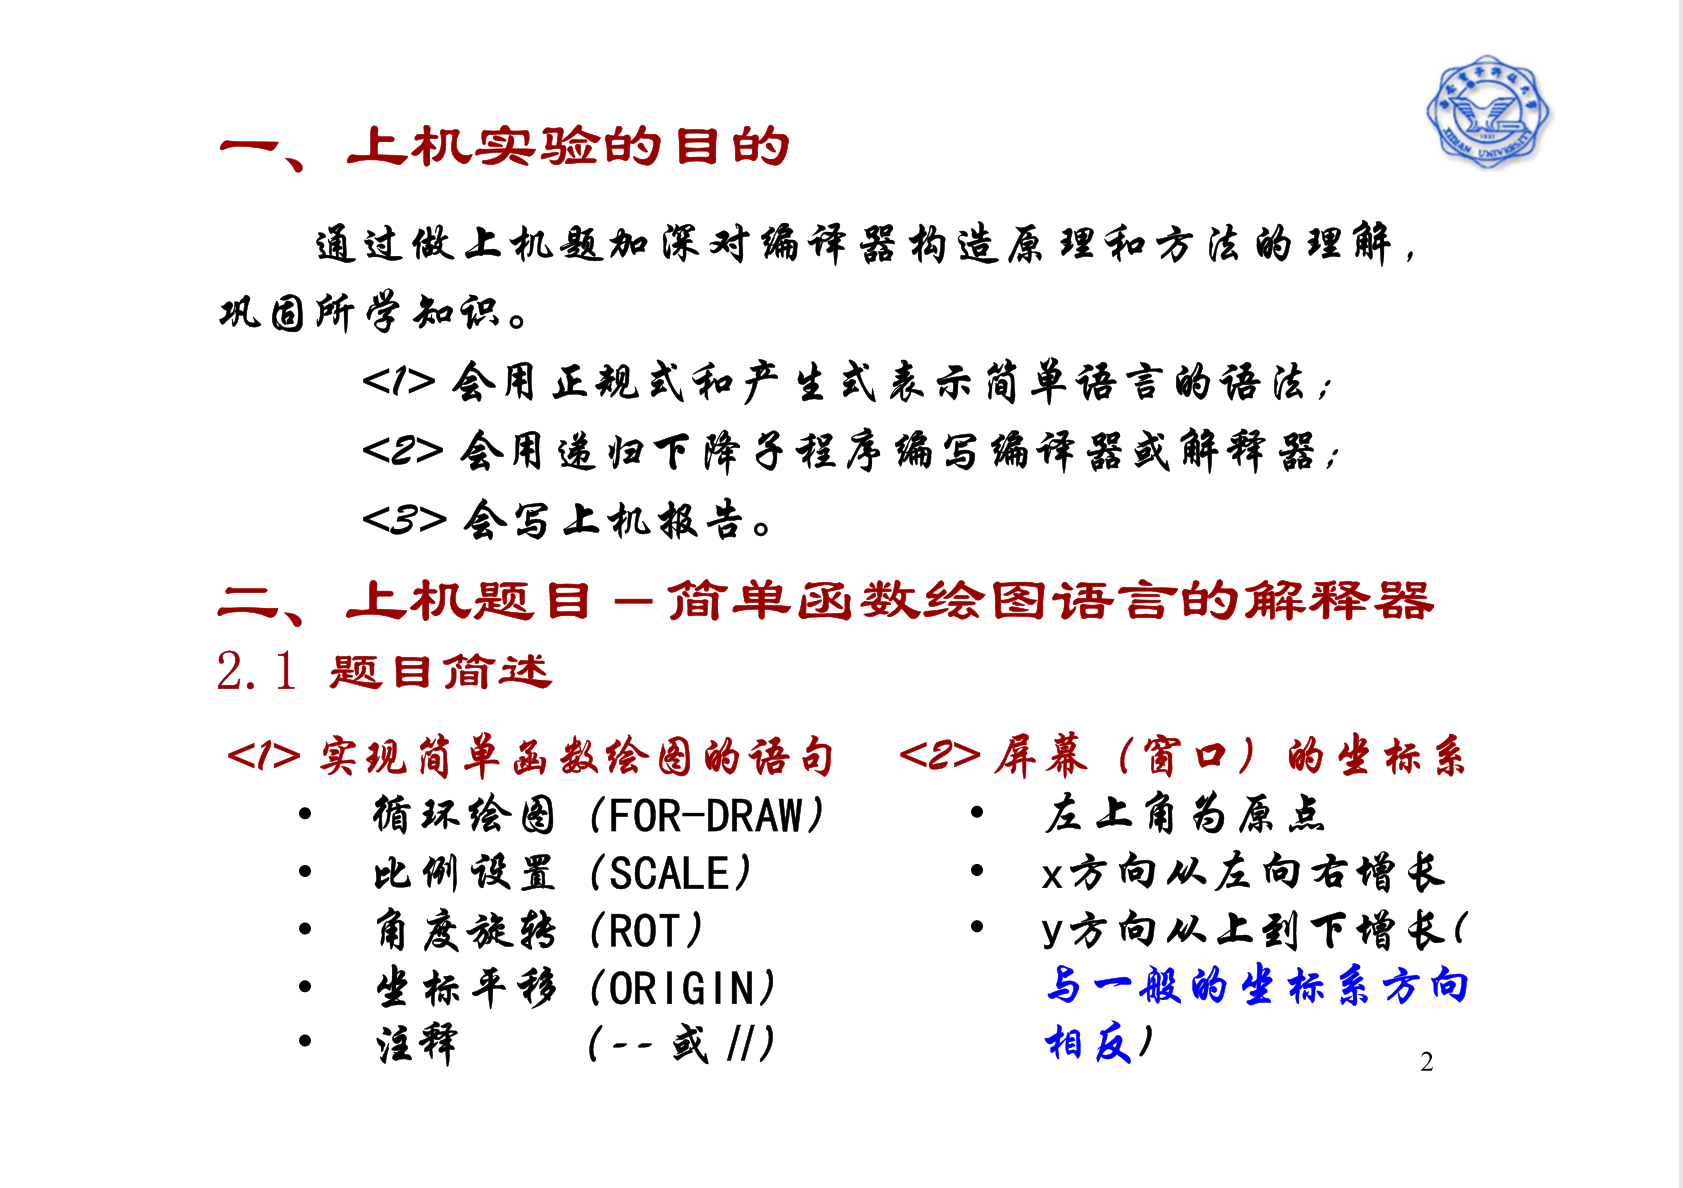 一、上机实验的目的
通过做上机题加深对编译器构造原理和方法的理解，
巩固所学知识。
<1> 会用正规式和产生式表示简单语言的语法；
<2> 会用递归下降子程序编写编译器或解释器；
<3> 会写上机报告。
二、上机题目－简单函数绘图语言的解释器
2.1 题目简述
<1> 实现简单函数绘图的语句
• 循环绘图（FOR-DRAW）
• 比例设置（SCALE）
• 角度旋转（ROT）
• 坐标平移（ORIGIN）
• 注释 （-- 或 //）
<2> 屏幕（窗口）的坐标系
• 左上角为原点
• x方向从左向右增长
• y方向从上到下增长(
与一般的坐标系方向
相反)
2
XIDIAN UNIVERSITY